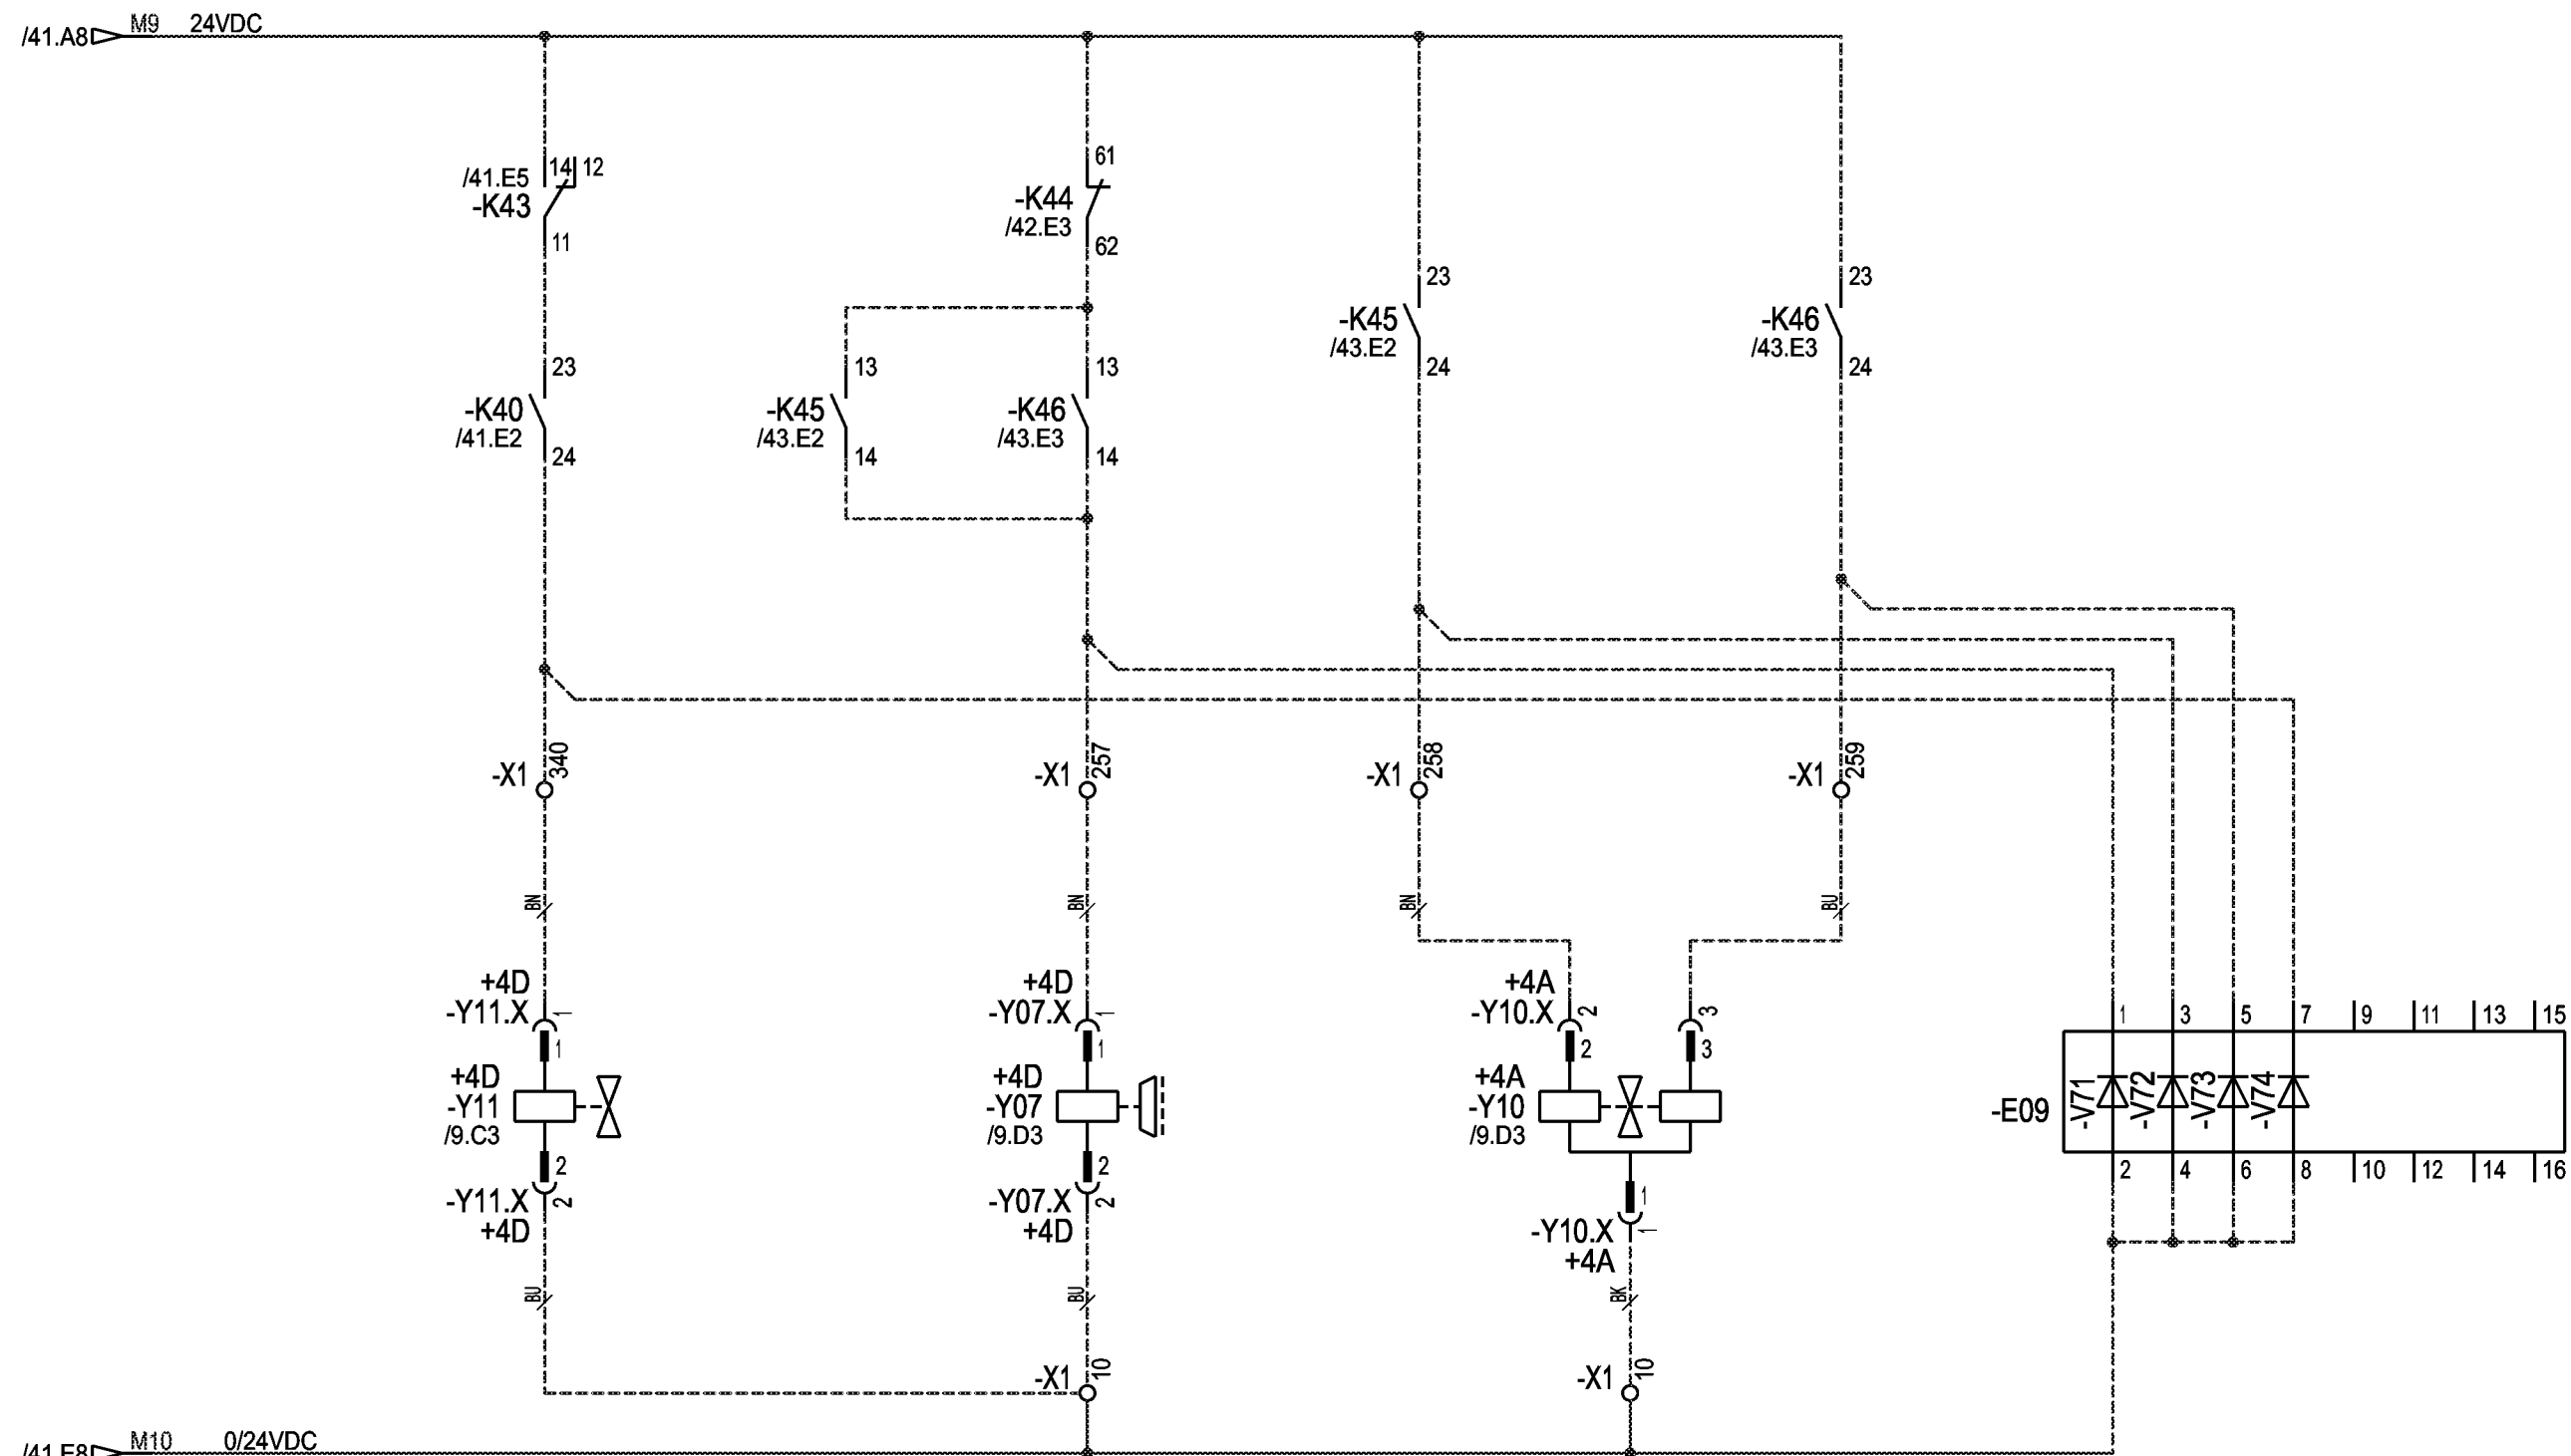 /41.A8 M9 24VDC
14 12
/41.E5
-K43
11
61
-K44
/42.E3
62
23
-K45
/43.E2
24
23
-K46
/43.E3
24
23
-K40
/41.E2
24
13
-K45
/43.E2
14
13
-K46
/43.E3
14
-X1 340
-X1 257
-X1 258
-X1 259
BN
BN
BN
BU
+4D
-Y11.X 1
1
+4D
-Y11
/9.C3
2
-Y11.X 2
+4D
+4D
-Y07.X 1
1
+4D
-Y07
/9.D3
2
-Y07.X 2
+4D
+4A
-Y10.X 2 3
2 3
+4A
-Y10
/9.D3
1
-Y10.X 1
+4A
1 3 5 7 9 11 13 15
-E09 -V71 -V72 -V73 -V74
2 4 6 8 10 12 14 16
BU
BU
BK
-X1 10
-X1 10
/41.E8 M10 0/24VDC